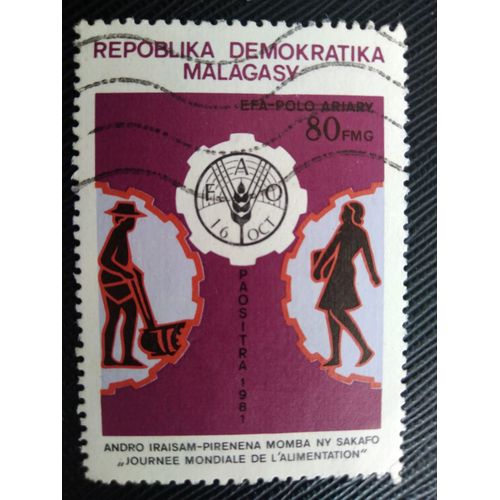 REPOBLIKA DEMOKRATIKA
MALAGASY
EFA-POLO ARIARY
80 FMG
FAO
16 OCT
PAOSITRA 1981
ANDRO IRAISAM-PIRENENA MOMBA NY SAKAFO
„JOURNEE MONDIALE DE L'ALIMENTATION"